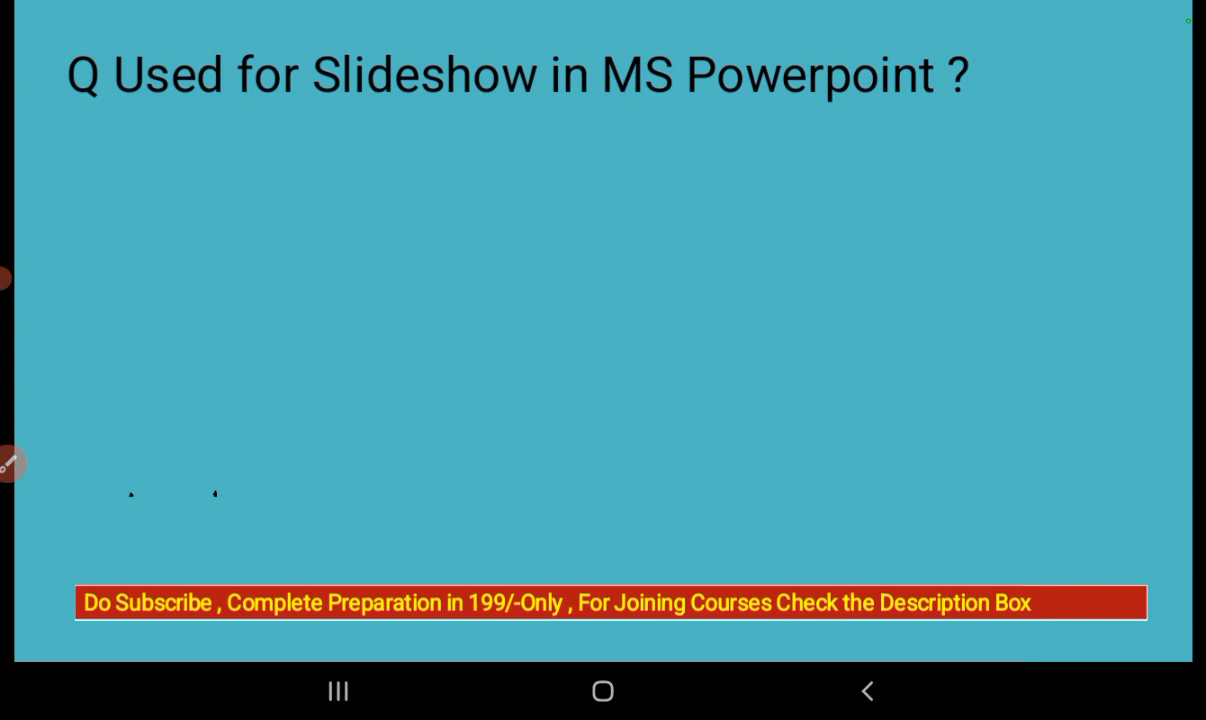 Q Used for Slideshow in MS Powerpoint ?
Do Subscribe , Complete Preparation in 199/-Only , For Joining Courses Check the Description Box